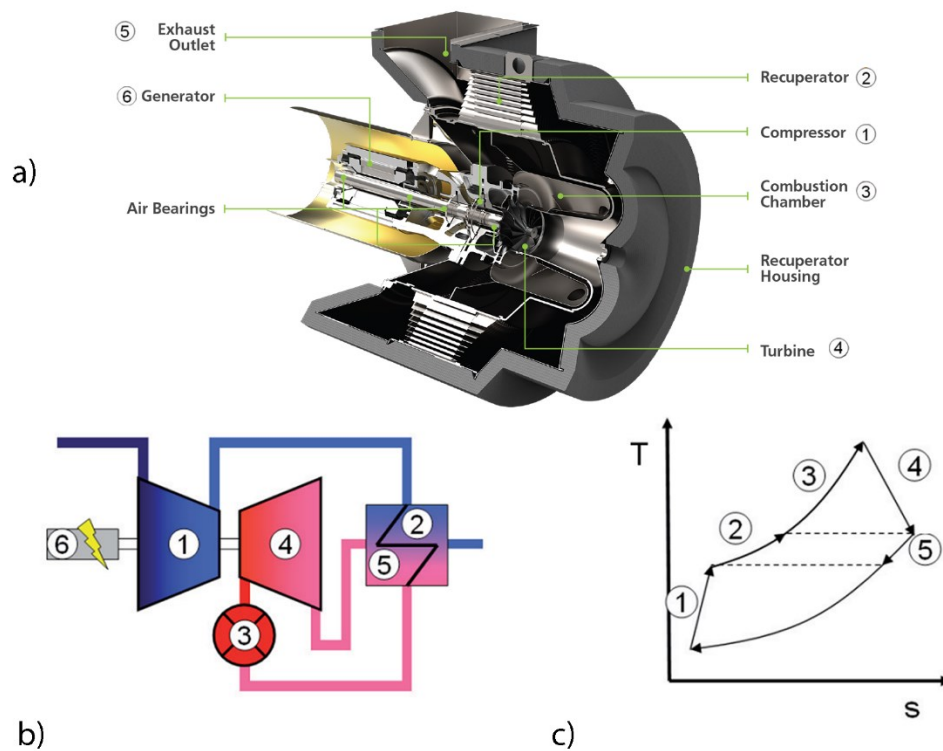 ⑤ Exhaust
Outlet
⑥ Generator
Air Bearings
Recuperator ②
Compressor ①
Combustion ③
Chamber
Recuperator
Housing
Turbine ④
a)
⑥
①
④
②
⑤
③
b)
T
①
②
③
④
⑤
s
c)